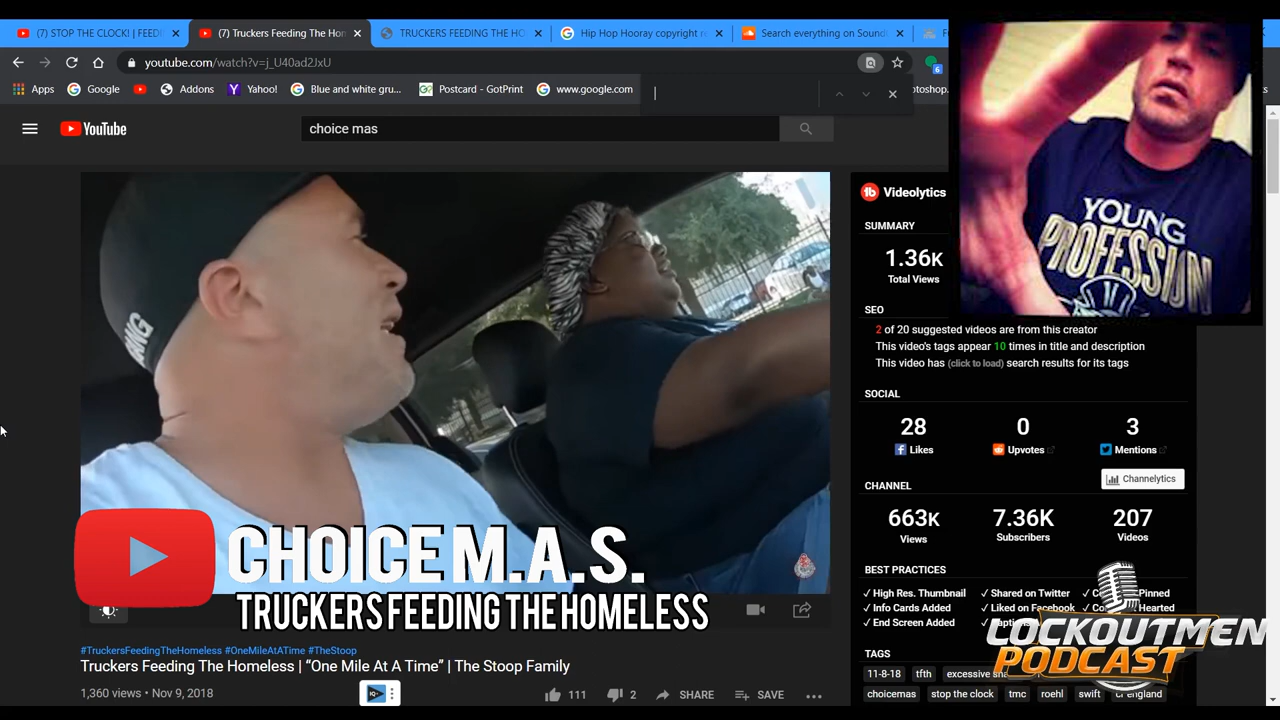 (7) STOP THE CLOCK! | FEED
(7) Truckers Feeding The Hom
TRUCKERS FEEDING THE HO
Hip Hop Hooray copyright n
Search everything on Sound
youtube.com/watch?v=j_U40ad2JxU
6
Apps
Google
Addons
Yahoo!
Blue and white gru...
Postcard - GotPrint
www.google.com
YouTube
choice mas
YOUNG
PROFESSION
Videolytics
SUMMARY
1.36K
Total Views
SEO
2 of 20 suggested videos are from this creator
This video's tags appear 10 times in title and description
This video has (click to load) search results for its tags
SOCIAL
28
Likes
0
Upvotes
3
Mentions
Channelytics
CHANNEL
663K
Views
7.36K
Subscribers
207
Videos
BEST PRACTICES
✓ High Res. Thumbnail
✓ Shared on Twitter
Pinned
✓ Info Cards Added
✓ Liked on Facebook
Hearted
✓ End Screen Added
CHOICE M.A.S.
TRUCKERS FEEDING THE HOMELESS
LOCKOUTMEN
PODCAST
#TruckersFeedingTheHomeless #OneMileAtATime #TheStoop
Truckers Feeding The Homeless | “One Mile At A Time” | The Stoop Family
1,360 views • Nov 9, 2018
111
2
SHARE
SAVE
TAGS
11-8-18
tfth
choicemas
stop the clock
tmc
roehl
swift
cr england